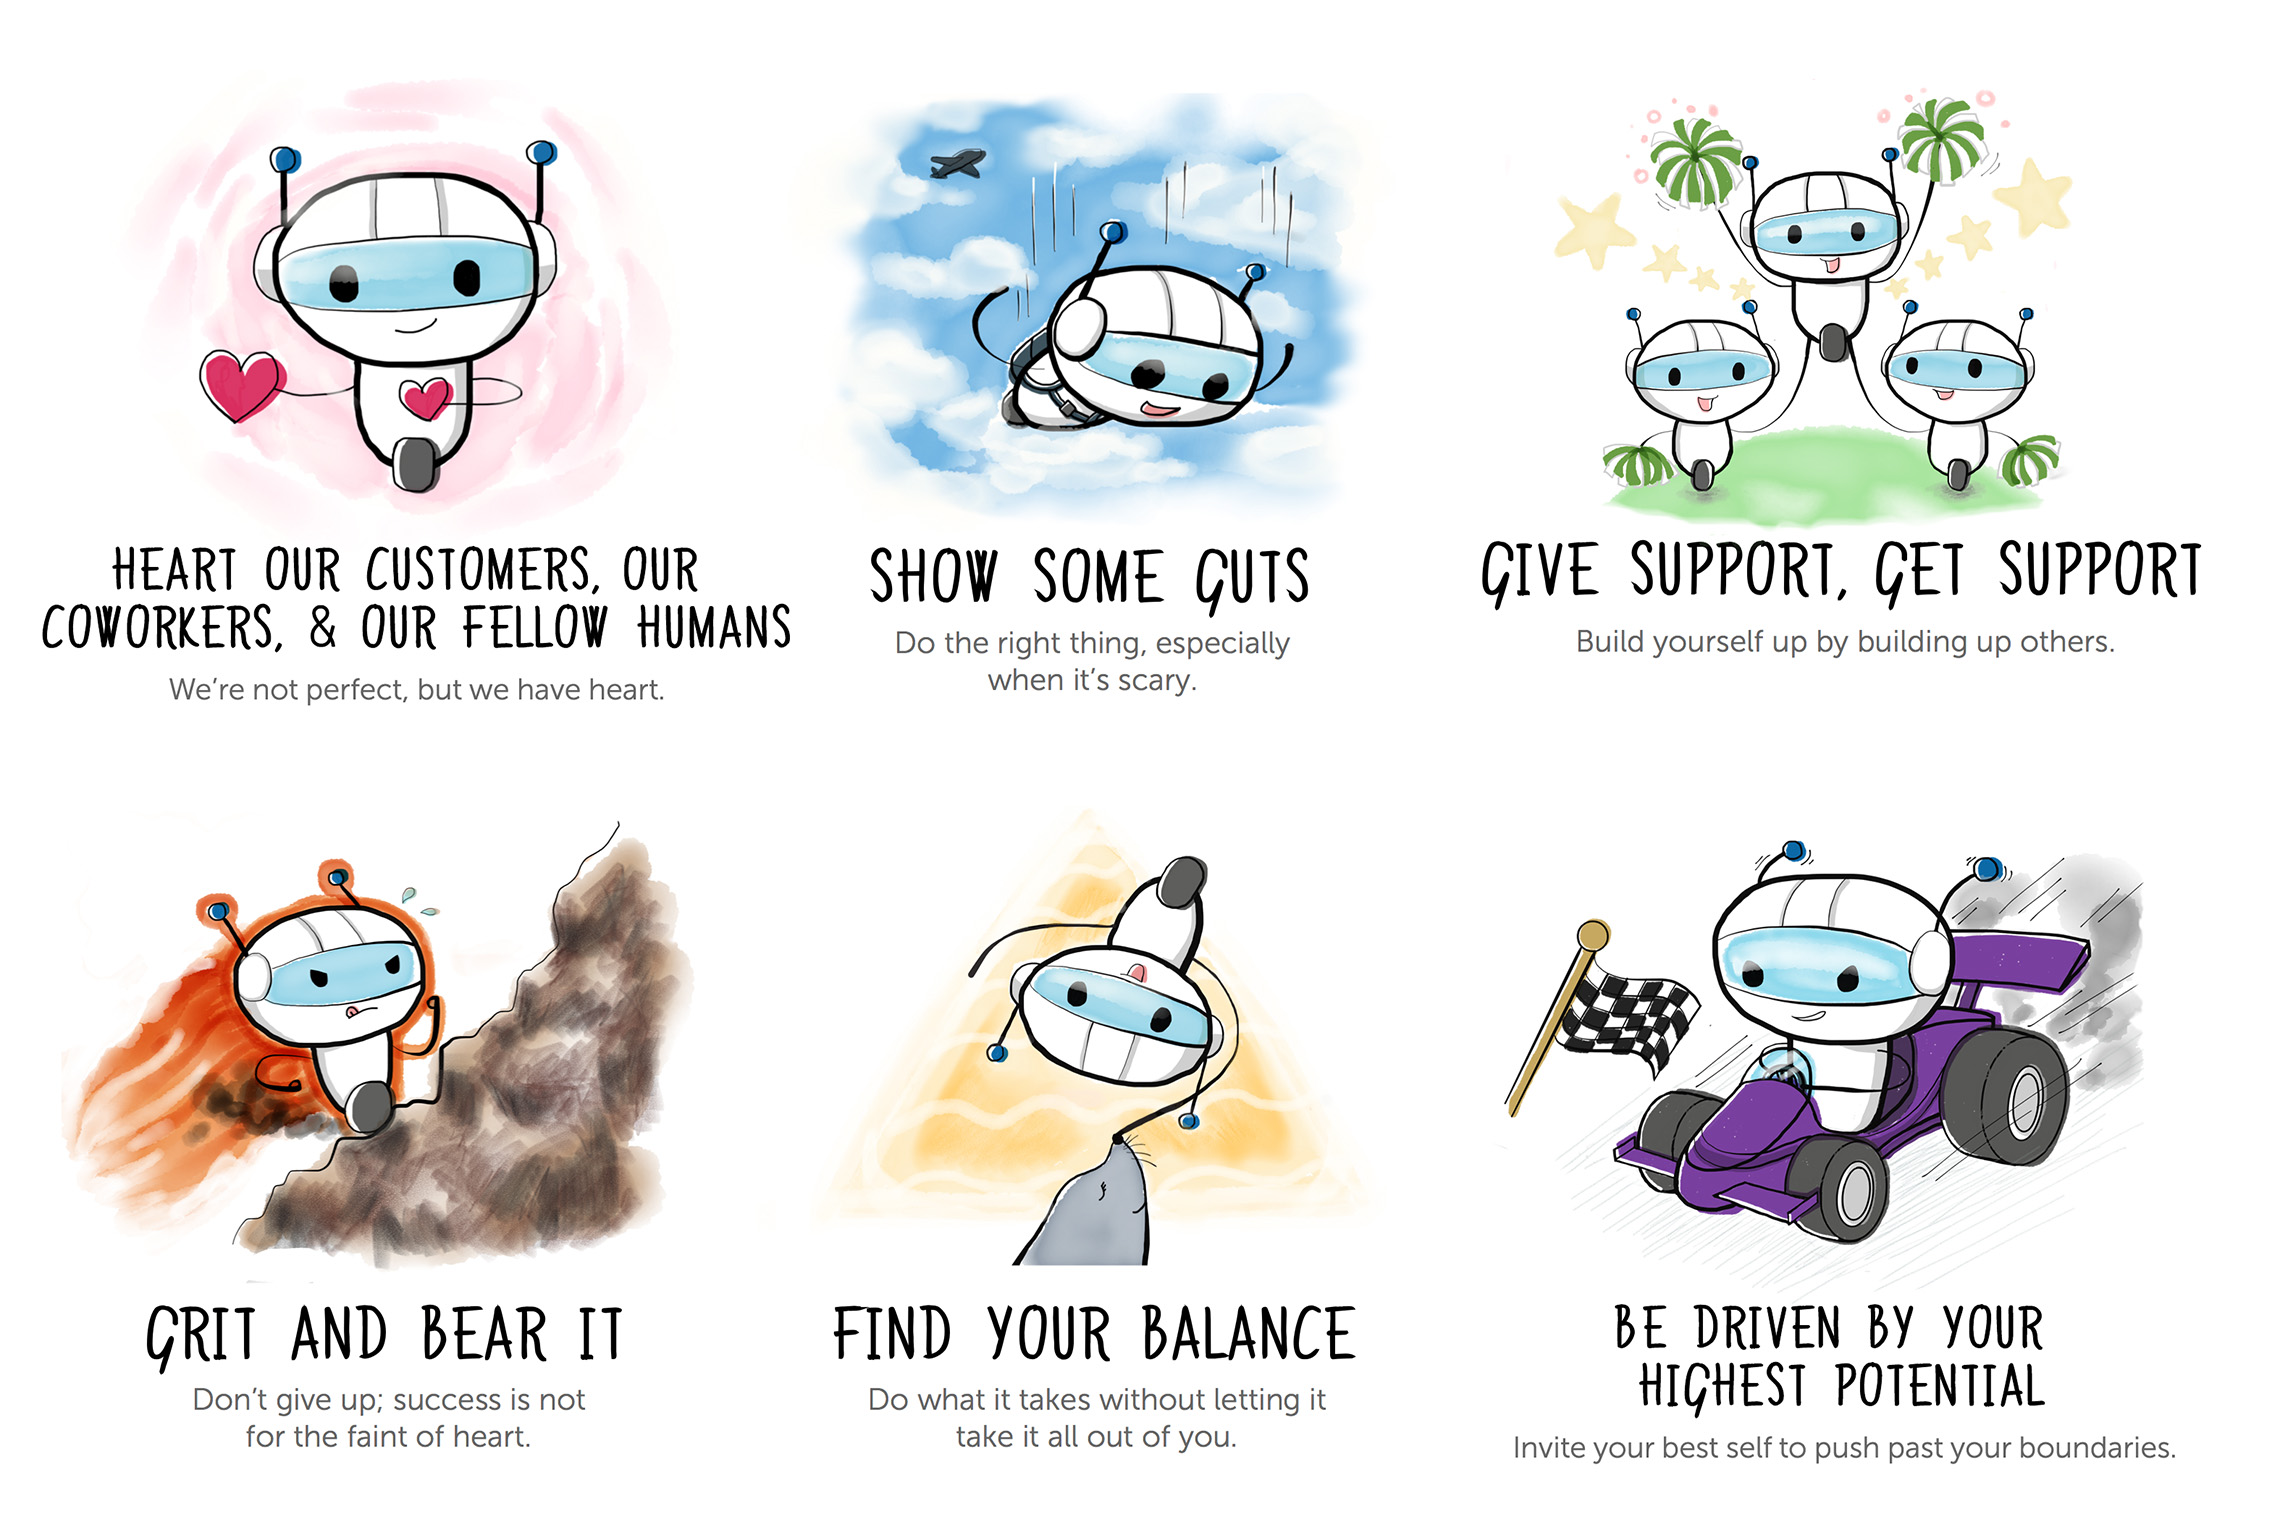 HEART OUR CUSTOMERS, OUR
COWORKERS, & OUR FELLOW HUMANS
We're not perfect, but we have heart.
SHOW SOME GUTS
Do the right thing, especially
when it's scary.
GIVE SUPPORT, GET SUPPORT
Build yourself up by building up others.
GRIT AND BEAR IT
Don't give up; success is not
for the faint of heart.
FIND YOUR BALANCE
Do what it takes without letting it
take it all out of you.
BE DRIVEN BY YOUR
HIGHEST POTENTIAL
Invite your best self to push past your boundaries.